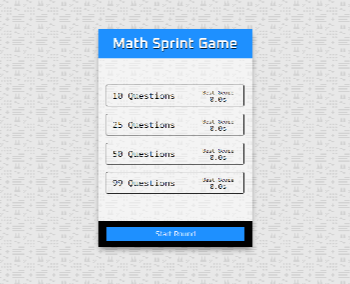 Math Sprint Game
10 Questions
Best Score
0.0s
25 Questions
Best Score
0.0s
50 Questions
Best Score
0.0s
99 Questions
Best Score
0.0s
Start Round